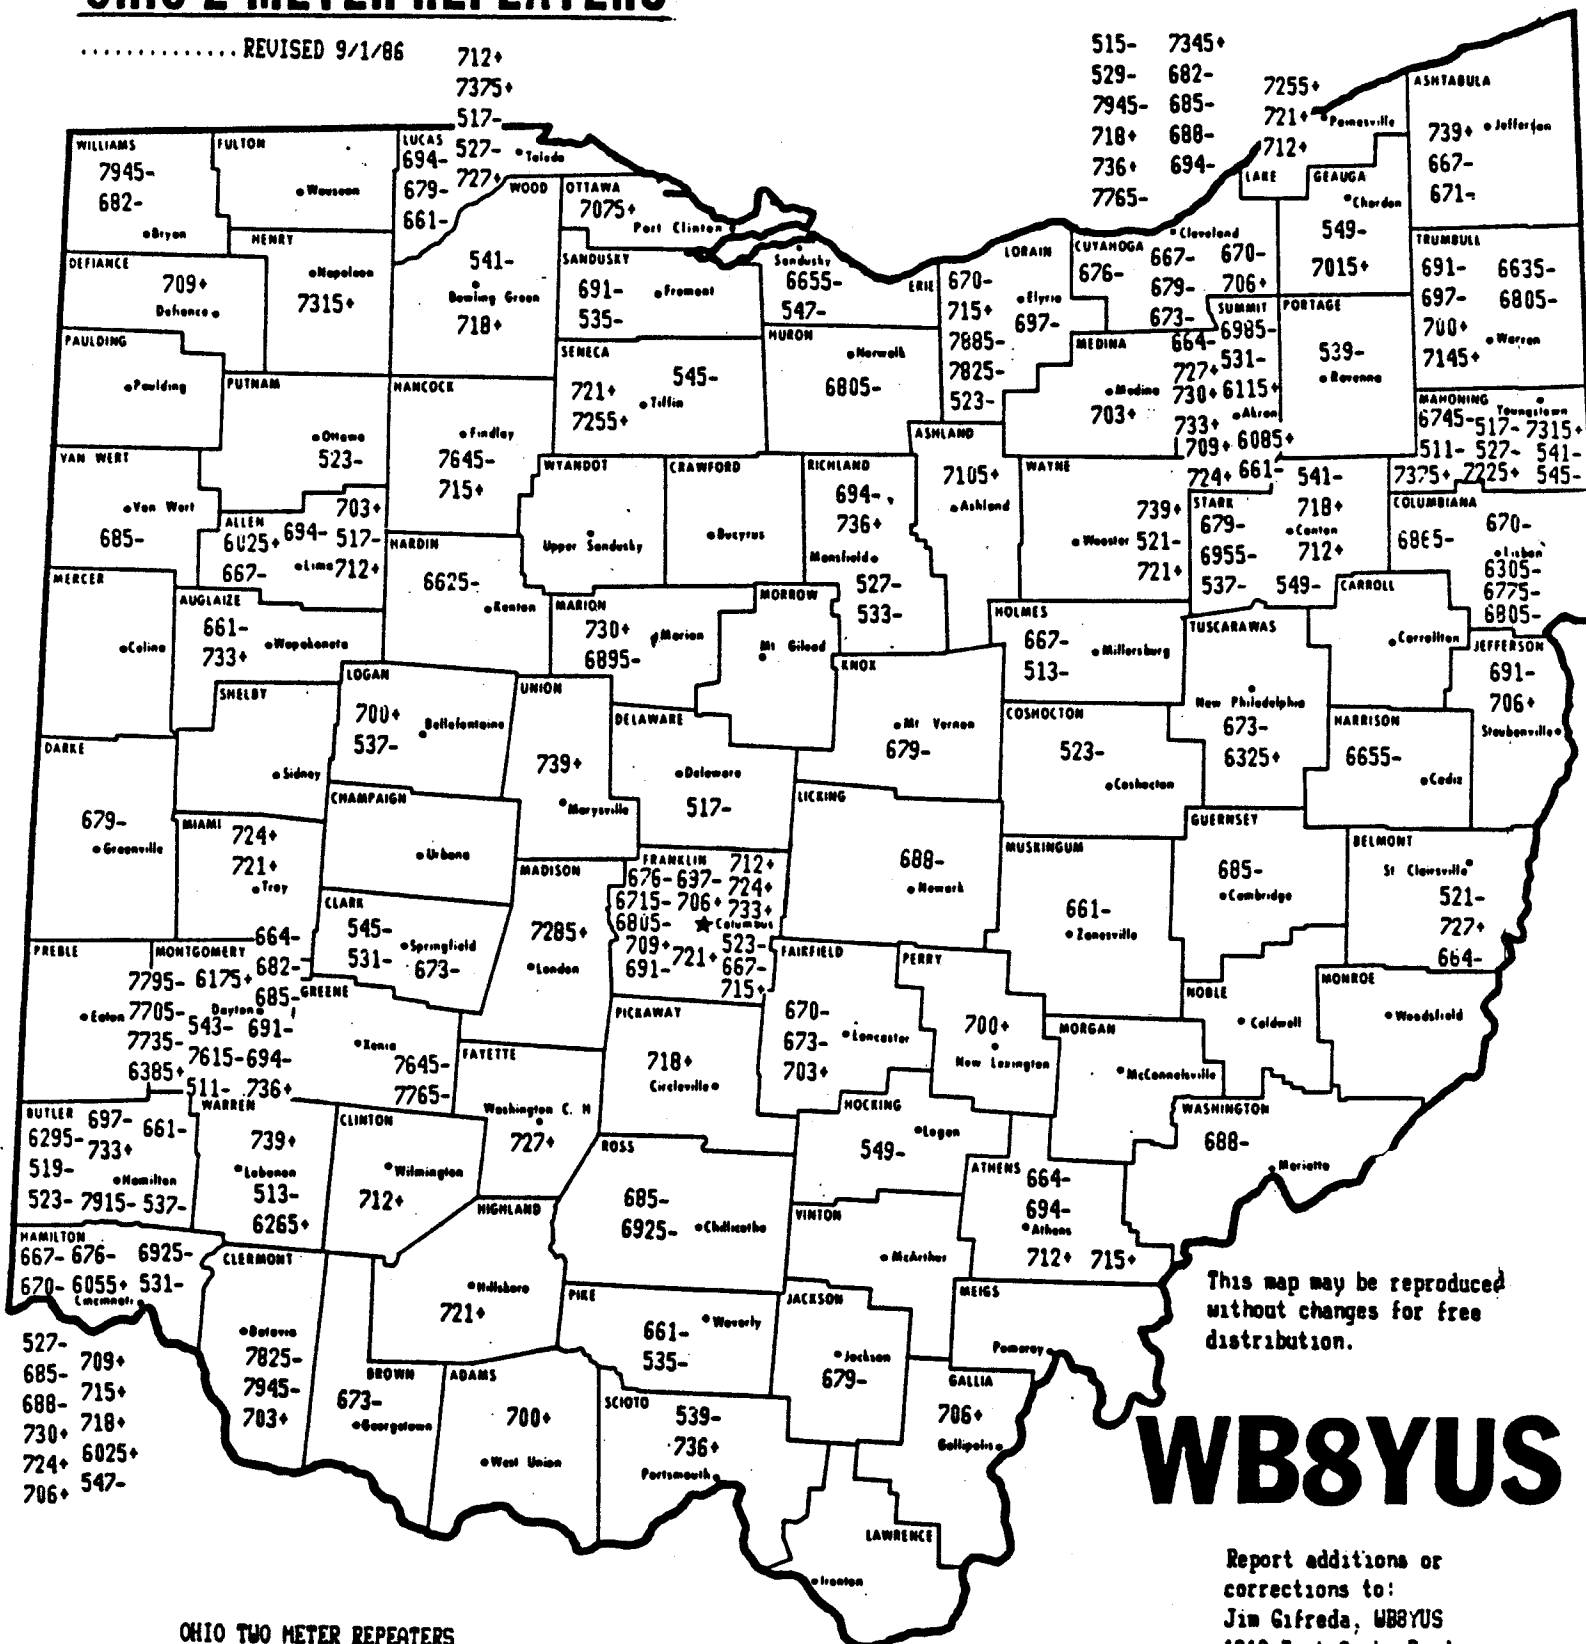 OHIO 2 METER REPEATERS
.............. REVISED 9/1/86
712+
7375+
517-
527-
727+
515- 7345+
529- 682-
7945- 685-
718+ 688-
736+ 694-
7765-
7255+
721+
712+
Painesville
ASHTABULA
739+ Jefferson
667-
671-
WILLIAMS
7945-
682-
Bryan
FULTON
Wauseon
LUCAS
694-
679-
661-
Toledo
WOOD
541-
Bowling Green
718+
OTTAWA
7075+
Port Clinton
LAKE
GEAUGA
Chardon
549-
7015+
DEFIANCE
709+
Defiance
HENRY
Napoleon
7315+
SANDUSKY
691- Fremont
535-
ERIE
Sandusky
6655-
547-
LORAIN
670-
715+
Elyria
697-
7885-
7825-
523-
CUYAHOGA
Cleveland
676- 667- 670-
679- 706+
673-
TRUMBULL
691- 6635-
697- 6805-
700+
Warren
7145+
PAULDING
Paulding
PUTNAM
Ottawa
523-
HANCOCK
Findlay
7645-
715+
SENECA
721+ 545-
Tiffin
7255+
HURON
Norwalk
6805-
MEDINA
Medina
703+
SUMMIT
664- 6985-
727+ 531-
730+ 6115+
733+ Akron
709+ 6085+
724+ 661-
PORTAGE
539-
Ravenna
MAHONING
Youngstown
6745- 517- 7315+
511- 527- 541-
7375+ 7225+ 545-
VAN WERT
Van Wert
685-
ALLEN
703+
6025+ 694- 517-
667- Lima 712+
HARDIN
6625-
Kenton
WYANDOT
Upper Sandusky
CRAWFORD
Bucyrus
RICHLAND
694-
736+
Mansfield
527-
533-
ASHLAND
7105+
Ashland
WAYNE
739+
Wooster 521-
721+
STARK
541-
718+
679- Canton
6955- 712+
537- 549-
COLUMBIANA
670-
6865-
Lisbon
6305-
6775-
6805-
MERCER
Celina
AUGLAIZE
661-
Wapakoneta
733+
MARION
730+ Marion
6895-
MORROW
Mt Gilead
HOLMES
667-
Millersburg
513-
TUSCARAWAS
New Philadelphia
673-
6325+
CARROLL
Carrollton
JEFFERSON
691-
706+
Steubenville
SHELBY
Sidney
LOGAN
700+
Bellefontaine
537-
UNION
739+
Marysville
DELAWARE
Delaware
517-
KNOX
Mt Vernon
679-
COSHOCTON
523-
Coshocton
HARRISON
6655-
Cadiz
DARKE
679-
Greenville
MIAMI
724+
721+
Troy
CHAMPAIGN
Urbana
LICKING
688-
Newark
MUSKINGUM
661-
Zanesville
GUERNSEY
685-
Cambridge
BELMONT
St Clairsville
521-
727+
664-
CLARK
545-
531- Springfield
673-
MADISON
7285+
London
FRANKLIN 712+
676- 697- 724+
6715- 706+ 733+
6805- Columbus
709+ 721+ 523-
691- 667-
715+
PREBLE
Eaton
MONTGOMERY
664-
682-
7795- 6175+ 685-
7705- Dayton
543- 691-
7735-
7615- 694-
6385+
511- 736+
GREENE
Xenia
7645-
7765-
FAYETTE
Washington C. H
727+
PICKAWAY
718+
Circleville
FAIRFIELD
670-
673- Lancaster
703+
PERRY
700+
New Lexington
MORGAN
McConnelsville
NOBLE
Caldwell
MONROE
Woodsfield
BUTLER
697- 661-
6295-
733+
519-
Hamilton
523- 7915- 537-
WARREN
739+
Lebanon
513-
6265+
CLINTON
Wilmington
712+
HIGHLAND
Hillsboro
721+
ROSS
685-
6925- Chillicothe
HOCKING
Logan
549-
VINTON
McArthur
ATHENS
664-
694-
Athens
712+ 715+
WASHINGTON
688-
Marietta
HAMILTON
667- 676- 6925-
670- 6055+ 531-
Cincinnati
527-
685- 709+
688- 715+
730+ 718+
724+ 6025+
706+ 547-
CLERMONT
Batavia
7825-
7945-
703+
BROWN
673-
Georgetown
ADAMS
700+
West Union
PIKE
661- Waverly
535-
SCIOTO
539-
736+
Portsmouth
JACKSON
Jackson
679-
MEIGS
Pomeroy
GALLIA
706+
Gallipolis
LAWRENCE
Ironton
This map may be reproduced
without changes for free
distribution.
WB8YUS
Report additions or
corrections to:
Jim Gifreda, WB8YUS
OHIO TWO METER REPEATERS